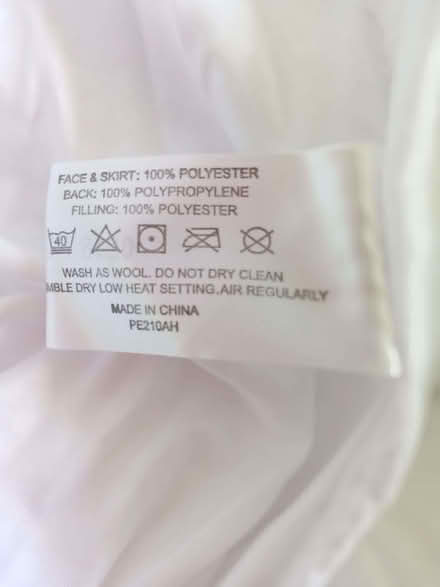 FACE & SKIRT: 100% POLYESTER
BACK: 100% POLYPROPYLENE
FILLING: 100% POLYESTER
40
WASH AS WOOL. DO NOT DRY CLEAN
MBLE DRY LOW HEAT SETTING.AIR REGULARLY
MADE IN CHINA
PE210AH